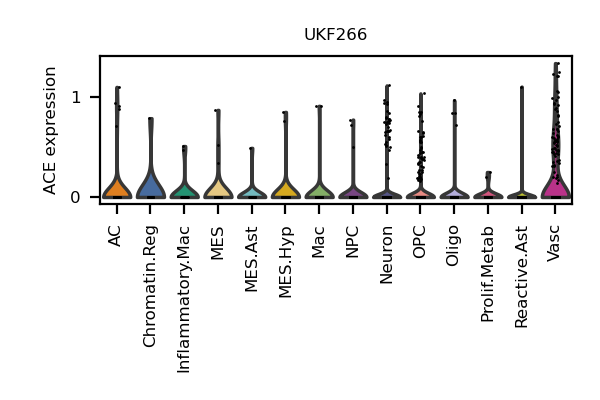 UKF266
ACE expression
1
0
AC
Chromatin.Reg
Inflammatory.Mac
MES
MES.Ast
MES.Hyp
Mac
NPC
Neuron
OPC
Oligo
Prolif.Metab
Reactive.Ast
Vasc